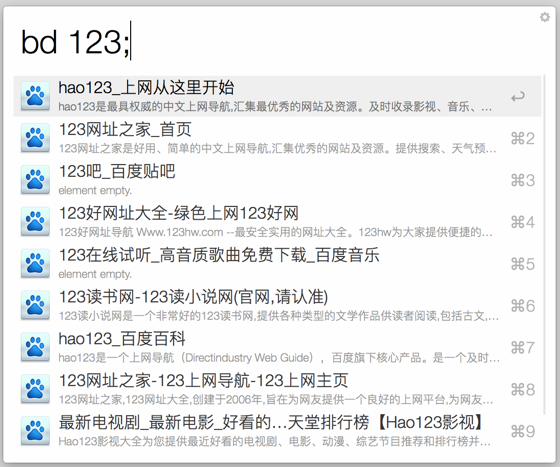 bd 123;
hao123_上网从这里开始
hao123是最具权威的中文上网导航,汇集最优秀的网站及资源。及时收录影视、音乐、…
↩
123网址之家_首页
123网址之家是好用、简单的中文上网导航,汇集优秀的网站及资源。提供搜索、天气预…
⌘2
123吧_百度贴吧
element empty.
⌘3
123好网址大全-绿色上网123好网
123好网址导航 Www.123hw.com --最安全实用的网址大全。123hw为大家提供便捷的…
⌘4
123在线试听_高音质歌曲免费下载_百度音乐
element empty.
⌘5
123读书网-123读小说网(官网,请认准)
123读小说网是一个非常好的123读书网,提供各种类型的文学作品供读者阅读,包括古文,…
⌘6
hao123_百度百科
hao123是一个上网导航（Directindustry Web Guide），百度旗下核心产品。是一个及时…
⌘7
123网址之家-123上网导航-123上网主页
123网址之家,123网址大全,创建于2006年,旨在为网友提供一个良好的上网平台,为网友…
⌘8
最新电视剧_最新电影_好看的…天堂排行榜【Hao123影视】
Hao123影视大全为您提供最近好看的电视剧、电影、动漫、综艺节目推荐和排行榜并…
⌘9